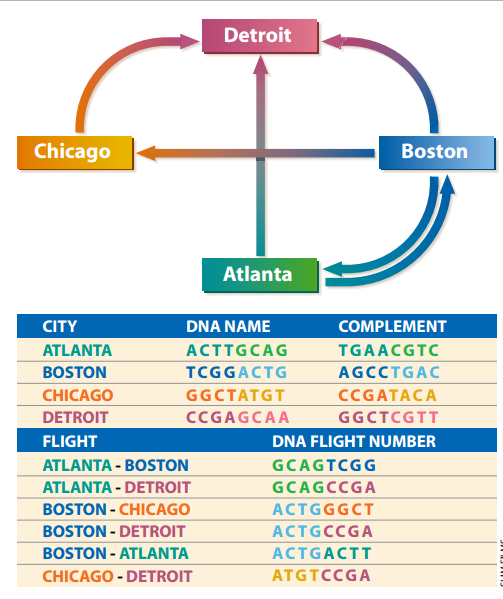 Detroit
Chicago
Boston
Atlanta
CITY DNA NAME COMPLEMENT
ATLANTA ACTTGCAG TGAACGTC
BOSTON TCGGACTG AGCCTGAC
CHICAGO GGCTATGT CCGATACA
DETROIT CCGAGCAA GGCTCGTT
FLIGHT DNA FLIGHT NUMBER
ATLANTA - BOSTON GCAGTCGG
ATLANTA - DETROIT GCAGCCGA
BOSTON - CHICAGO ACTGGGCT
BOSTON - DETROIT ACTGCCGA
BOSTON - ATLANTA ACTGACTT
CHICAGO - DETROIT ATGTCCGA